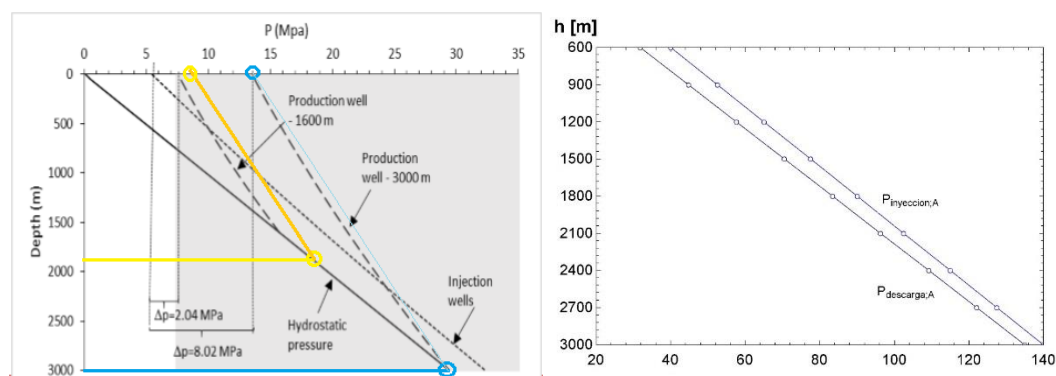 P (Mpa)
0 5 10 15 20 25 30 35
0
500
1000
1500
2000
2500
3000
Depth (m)
Production well
- 1600 m
Production
well - 3000 m
Injection
wells
Hydrostatic
pressure
Δp=2.04 MPa
Δp=8.02 MPa
h [m]
600
900
1200
1500
1800
2100
2400
2700
3000
Pinyeccion;A
Pdescarga;A
20 40 60 80 100 120 140